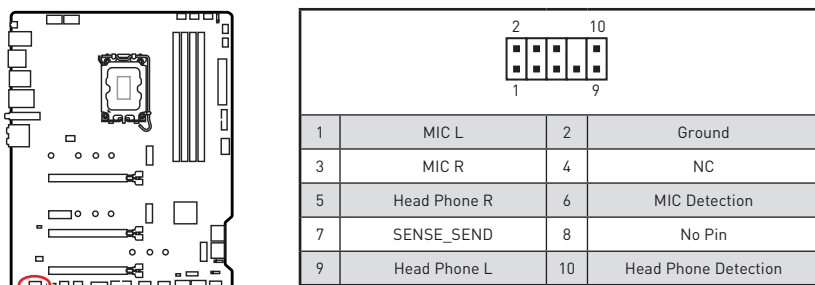 2 10
1 9
1 MIC L 2 Ground
3 MIC R 4 NC
5 Head Phone R 6 MIC Detection
7 SENSE_SEND 8 No Pin
9 Head Phone L 10 Head Phone Detection